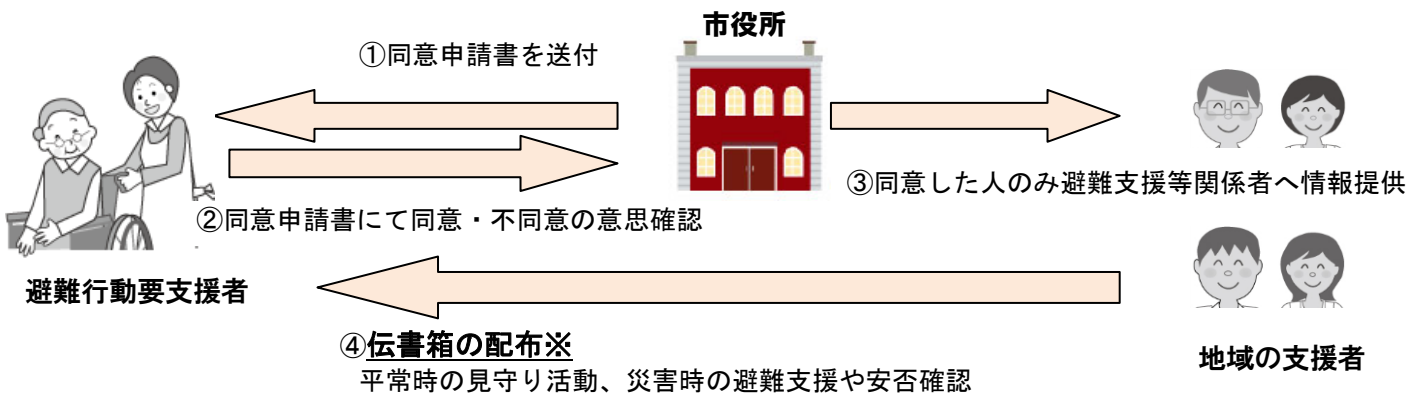 市役所
①同意申請書を送付
③同意した人のみ避難支援等関係者へ情報提供
②同意申請書にて同意・不同意の意思確認
避難行動要支援者
④伝書箱の配布※
平常時の見守り活動、災害時の避難支援や安否確認
地域の支援者